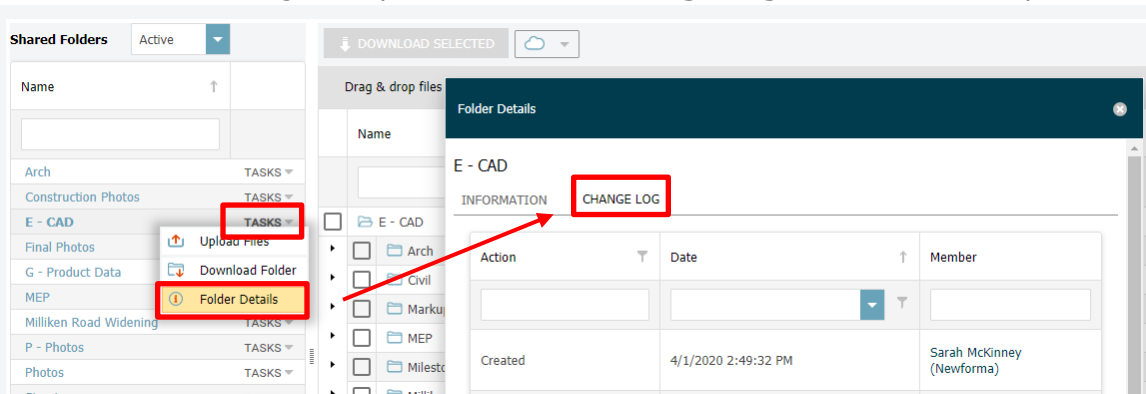 Shared Folders Active
DOWNLOAD SELECTED
Name
Drag & drop files
Name
Arch TASKS
Construction Photos TASKS
E - CAD TASKS
Final Photos
G - Product Data
MEP
Milliken Road Widening TASKS
P - Photos TASKS
Photos TASKS
Upload Files
Download Folder
Folder Details
E - CAD
Arch
Civil
MEP
Folder Details
E - CAD
INFORMATION CHANGE LOG
Action Date Member
Created 4/1/2020 2:49:32 PM Sarah McKinney
(Newforma)